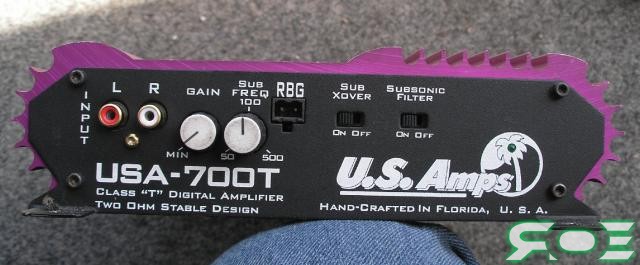 INPUT
L R
GAIN
MIN
SUB FREQ
100
50 500
RBG
SUB XOVER
ON OFF
SUBSONIC FILTER
ON OFF
USA-700T
CLASS "T" DIGITAL AMPLIFIER
TWO OHM STABLE DESIGN
U.S. Amps
HAND-CRAFTED IN FLORIDA, U. S. A.